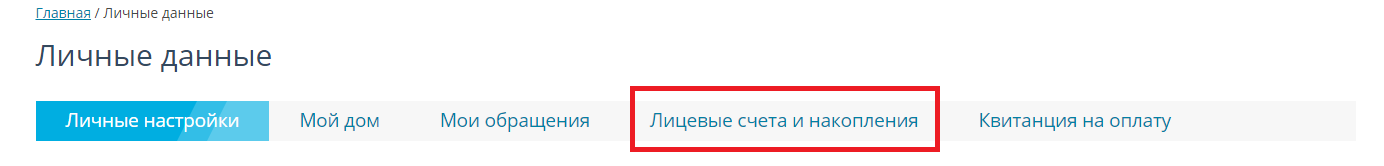 Главная / Личные данные
Личные данные
Личные настройки Мой дом Мои обращения Лицевые счета и накопления Квитанция на оплату